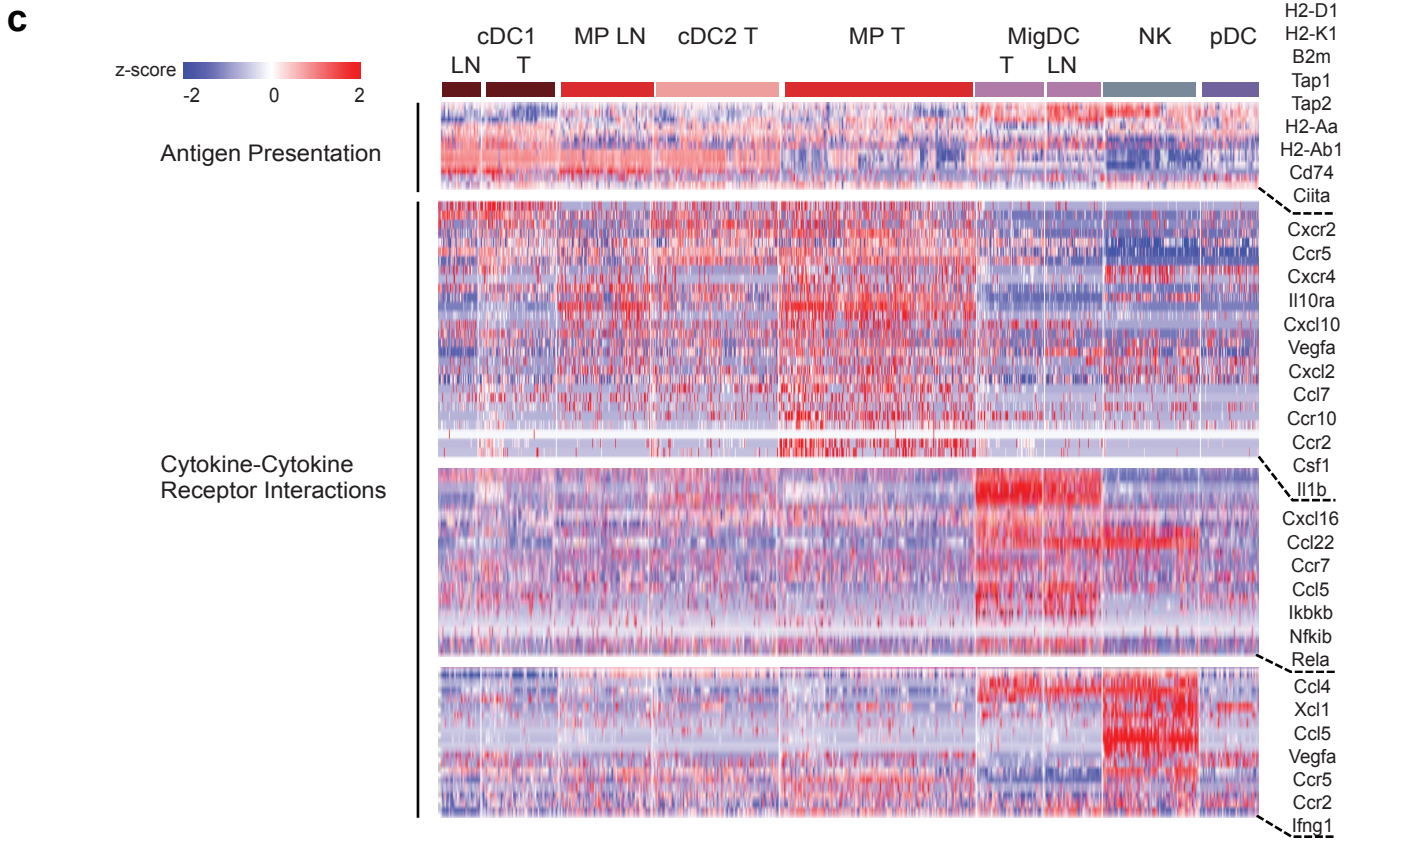 c
cDC1 MP LN cDC2 T MP T MigDC NK pDC
LN T T LN
z-score
-2 0 2
Antigen Presentation
Cytokine-Cytokine
Receptor Interactions
H2-D1
H2-K1
B2m
Tap1
Tap2
H2-Aa
H2-Ab1
Cd74
Ciita
Cxcr2
Ccr5
Cxcr4
Il10ra
Cxcl10
Vegfa
Cxcl2
Ccl7
Ccr10
Ccr2
Csf1
Il1b
Cxcl16
Ccl22
Ccr7
Ccl5
Ikbkb
Nfkib
Rela
Ccl4
Xcl1
Ccl5
Vegfa
Ccr5
Ccr2
Ifng1